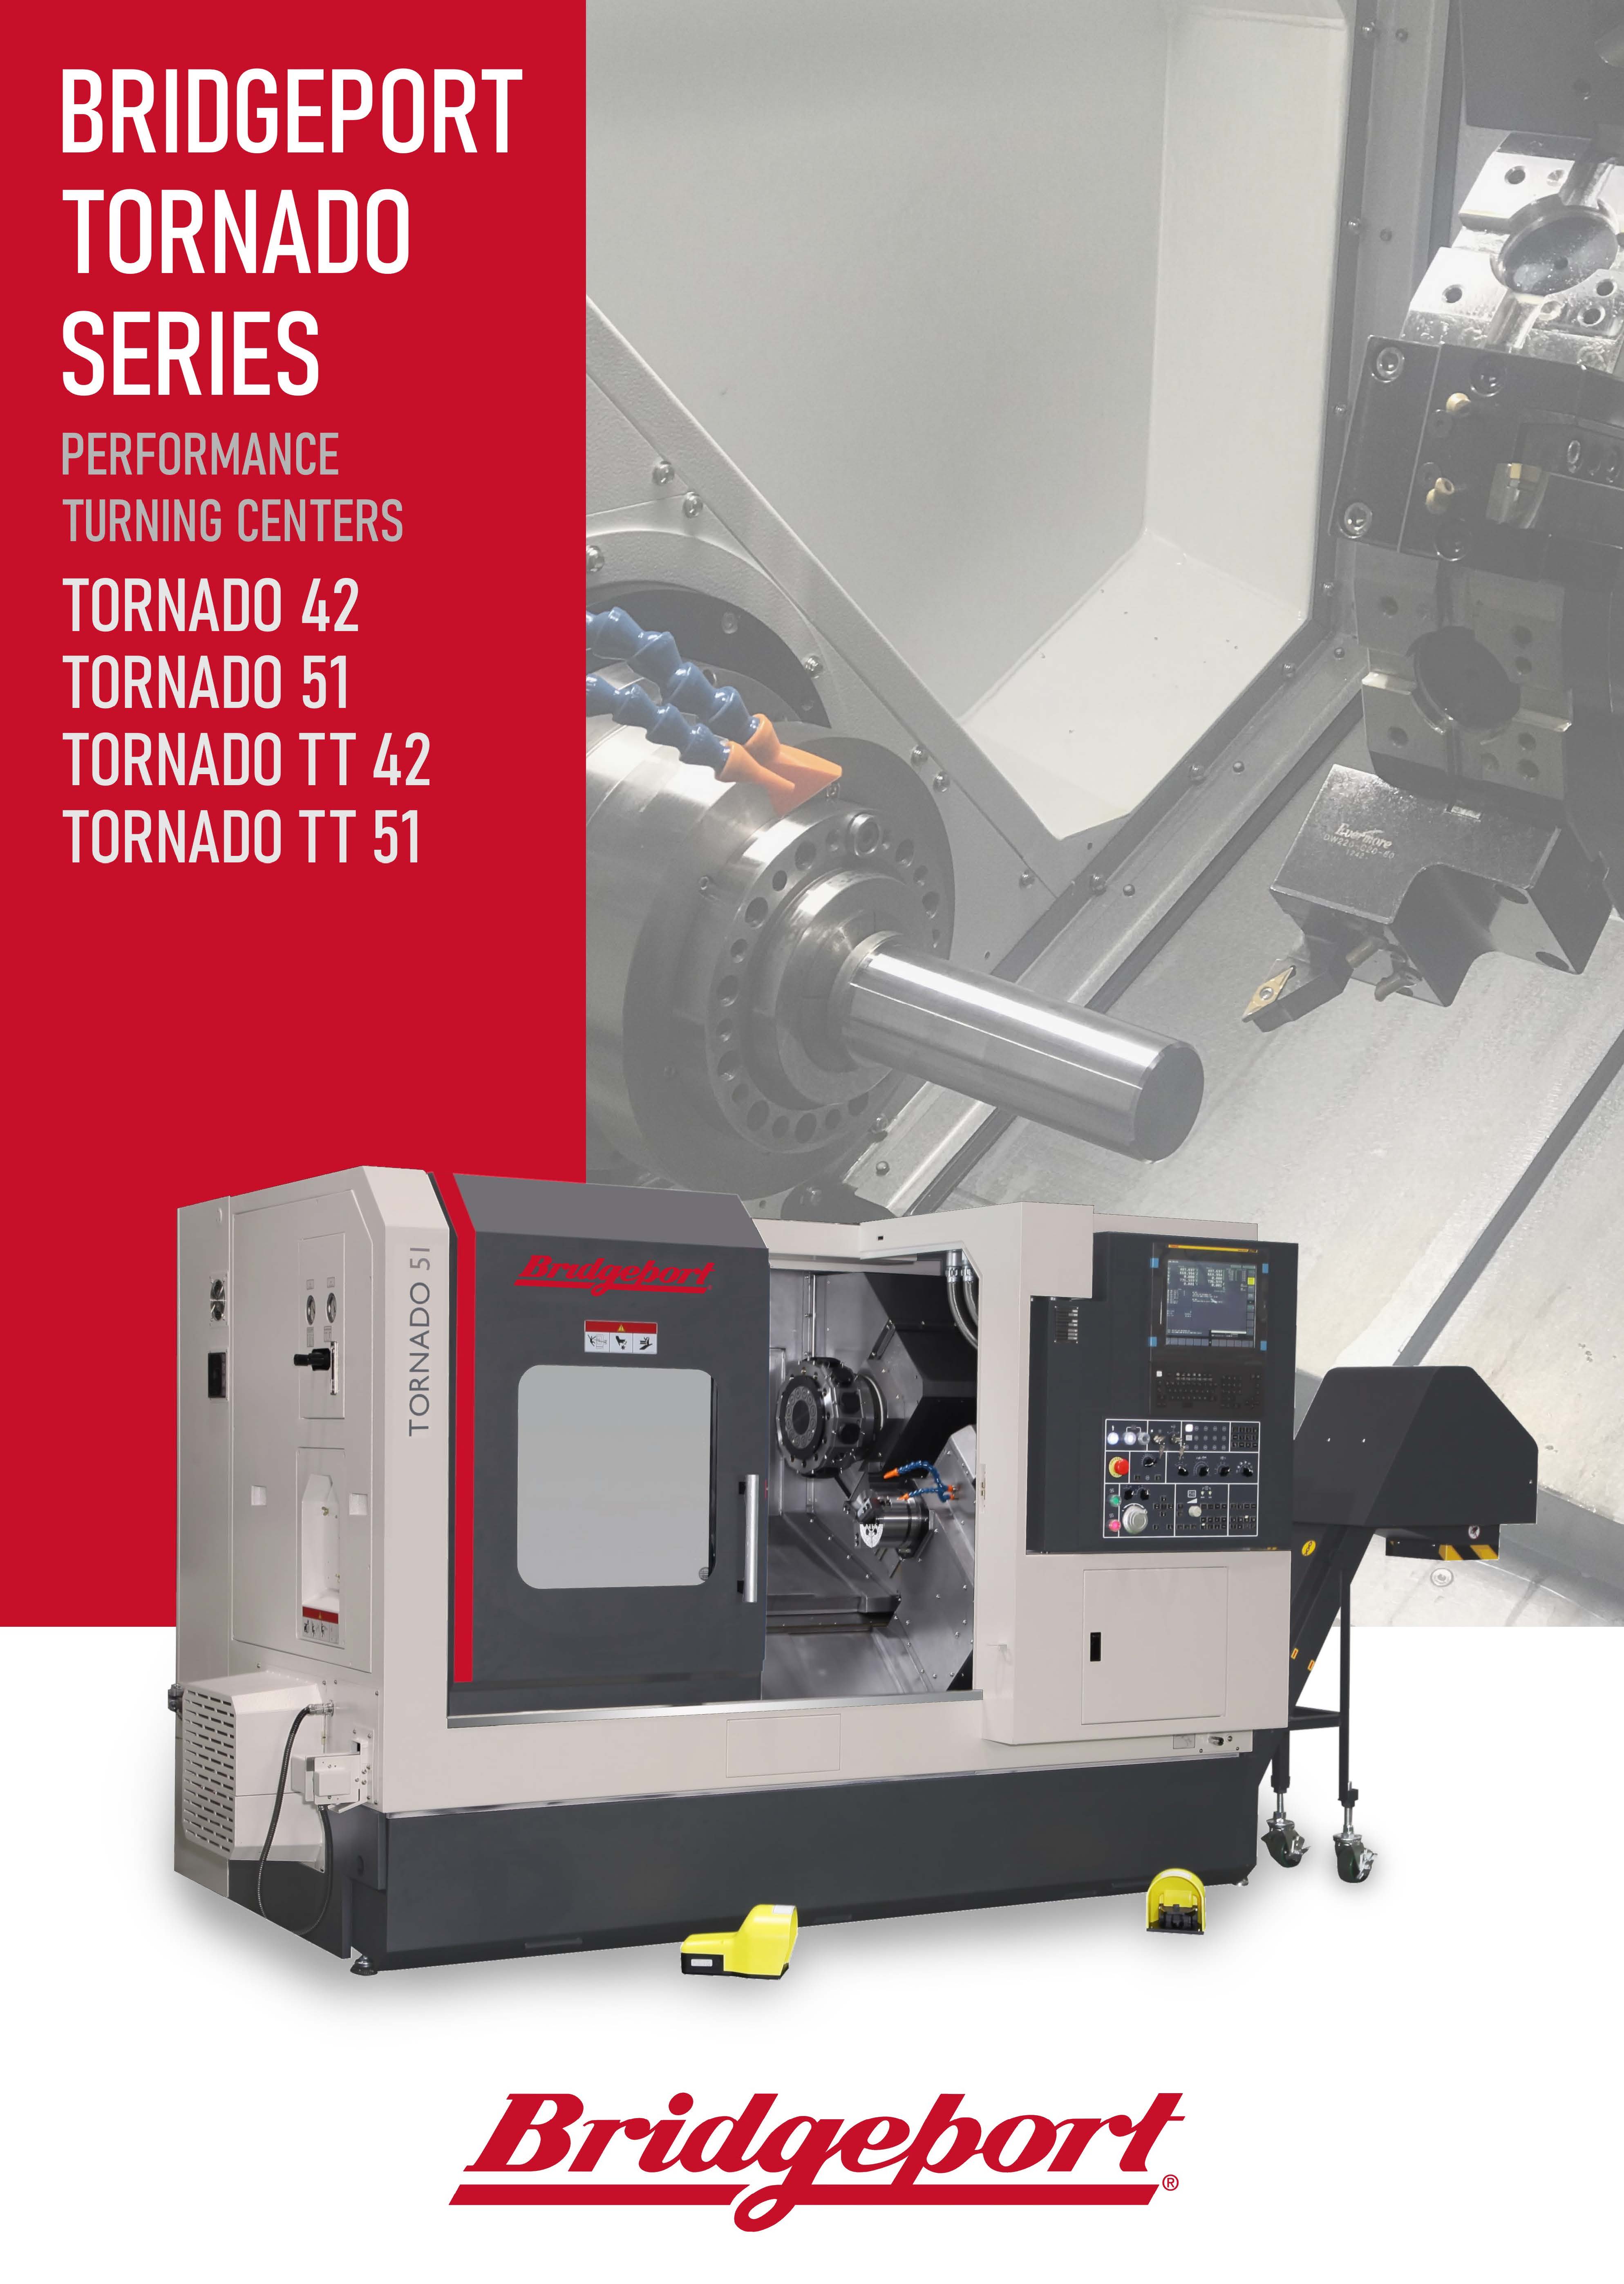 BRIDGEPORT
TORNADO
SERIES
PERFORMANCE
TURNING CENTERS
TORNADO 42
TORNADO 51
TORNADO TT 42
TORNADO TT 51
Evermore
TORNADO 51
Bridgeport
Bridgeport®